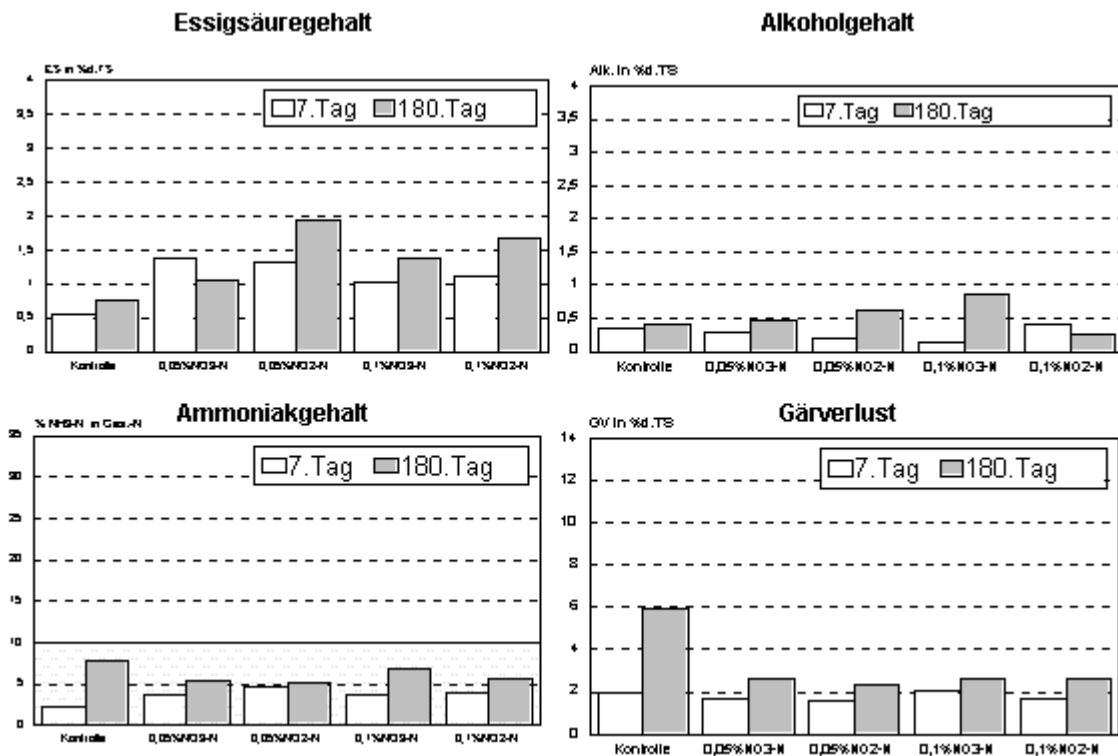 Essigsäuregehalt
ES in %d.TS
4
3,5
3
2,5
2
1,5
1
0,5
0
7.Tag 180.Tag
Kontrolle 0,05%NO3-N 0,05%NO2-N 0,1%NO3-N 0,1%NO2-N
Alkoholgehalt
Alk. in %d.TS
4
3,5
3
2,5
2
1,5
1
0,5
0
7.Tag 180.Tag
Kontrolle 0,05%NO3-N 0,05%NO2-N 0,1%NO3-N 0,1%NO2-N
Ammoniakgehalt
% NH3-N in Ges.-N
35
30
25
20
15
10
5
0
7.Tag 180.Tag
Kontrolle 0,05%NO3-N 0,05%NO2-N 0,1%NO3-N 0,1%NO2-N
Gärverlust
GV in %d.TS
14
12
10
8
6
4
2
0
7.Tag 180.Tag
Kontrolle 0,05%NO3-N 0,05%NO2-N 0,1%NO3-N 0,1%NO2-N